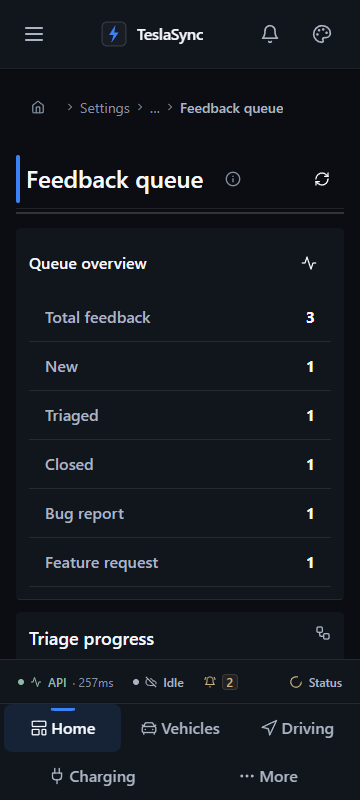 TeslaSync
Settings ... Feedback queue
Feedback queue
Queue overview
Total feedback 3
New 1
Triaged 1
Closed 1
Bug report 1
Feature request 1
Triage progress
API · 257ms Idle 2 Status
Home Vehicles Driving
Charging More